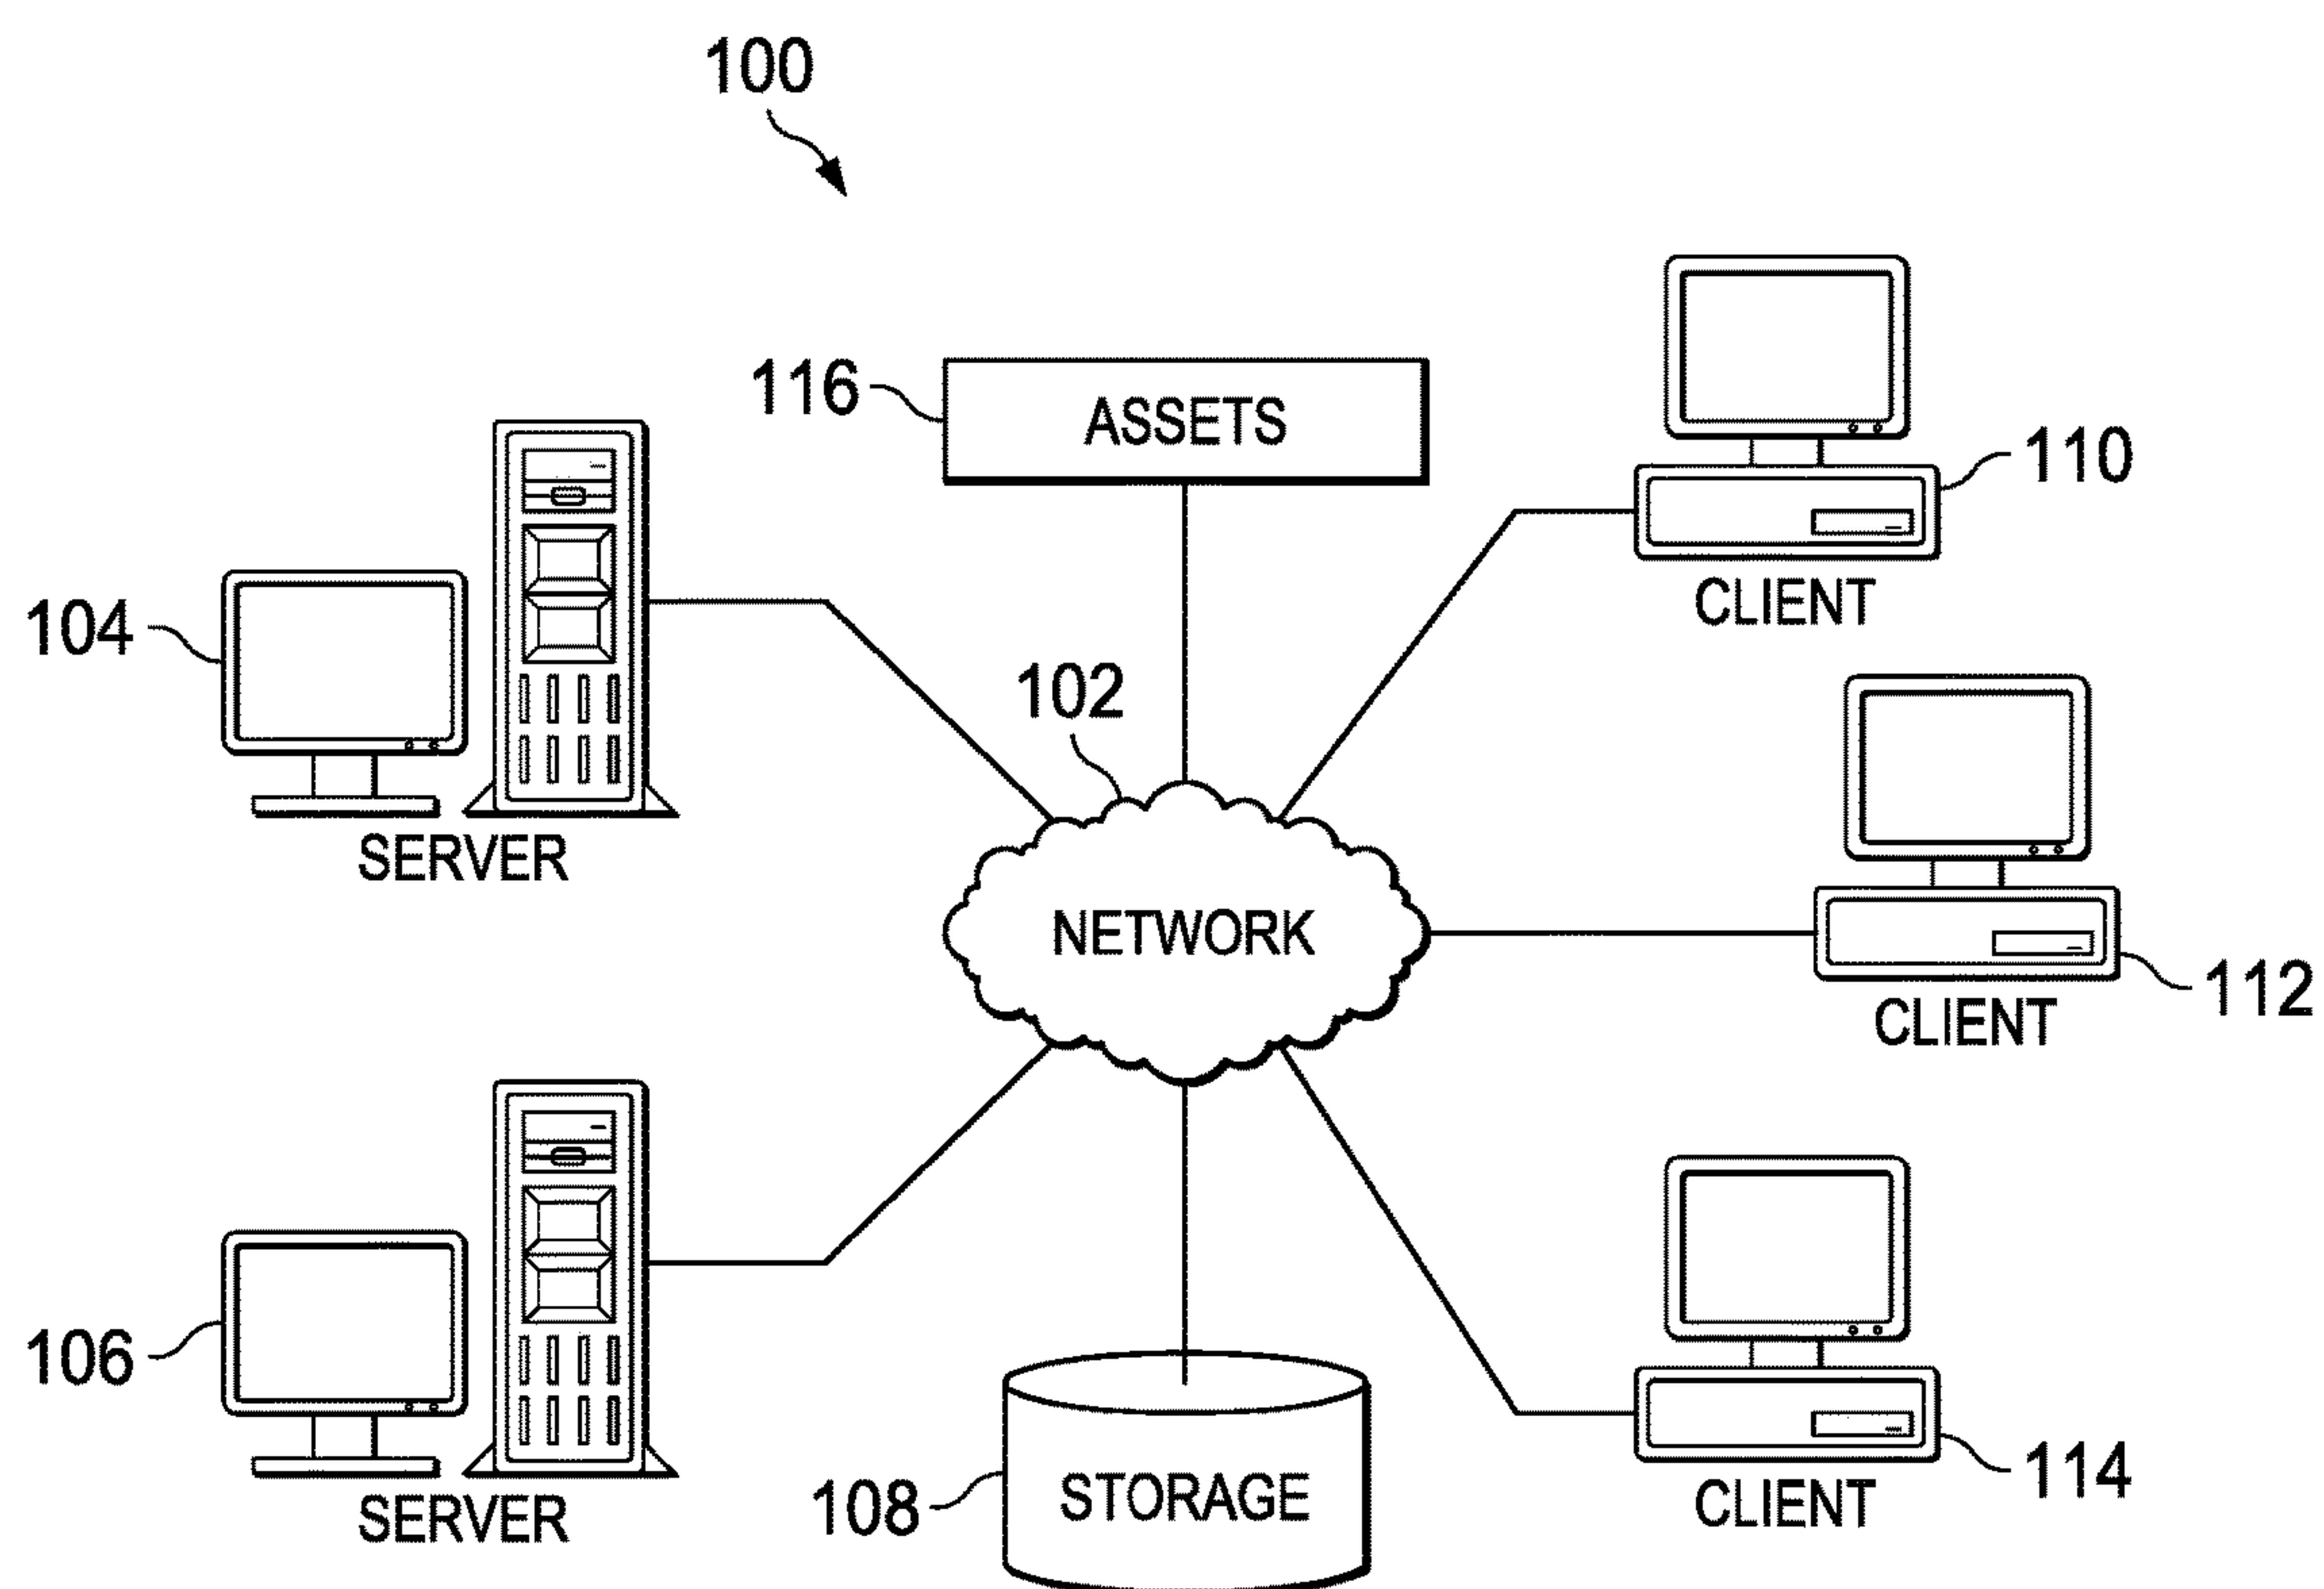 100
116
ASSETS
110
CLIENT
104
102
SERVER
NETWORK
112
CLIENT
106
SERVER
108
STORAGE
114
CLIENT